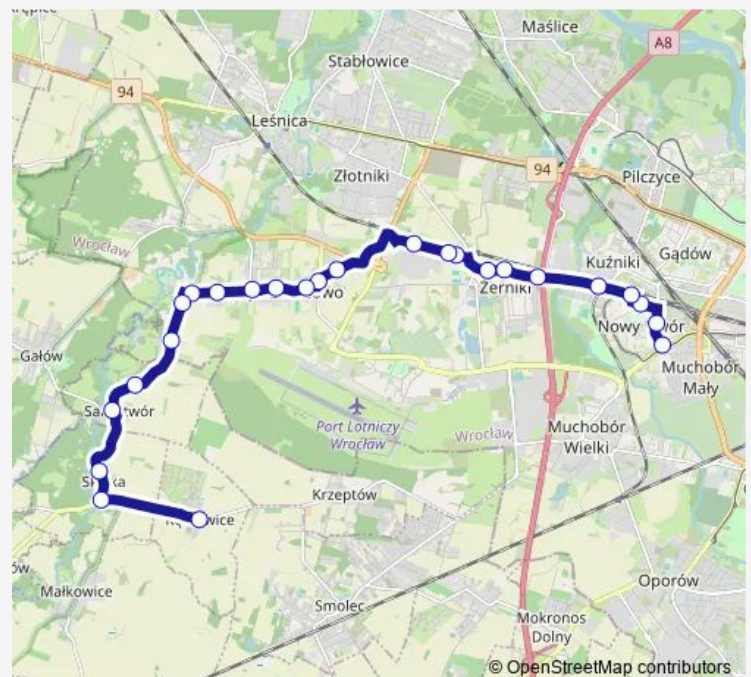 Maślice
A8
Stabłowice
94
Leśnica
Złotniki
94
Pilczyce
Wrocław
Gądów
Kuźniki
Żerniki
Nowy
Gałów
Muchobór
Mały
Port Lotniczy
Wrocław
Wrocław
Muchobór
Wielki
Krzeptów
Małkowice
Smolec
Oporów
Mokronos
Dolny
© OpenStreetMap contributors